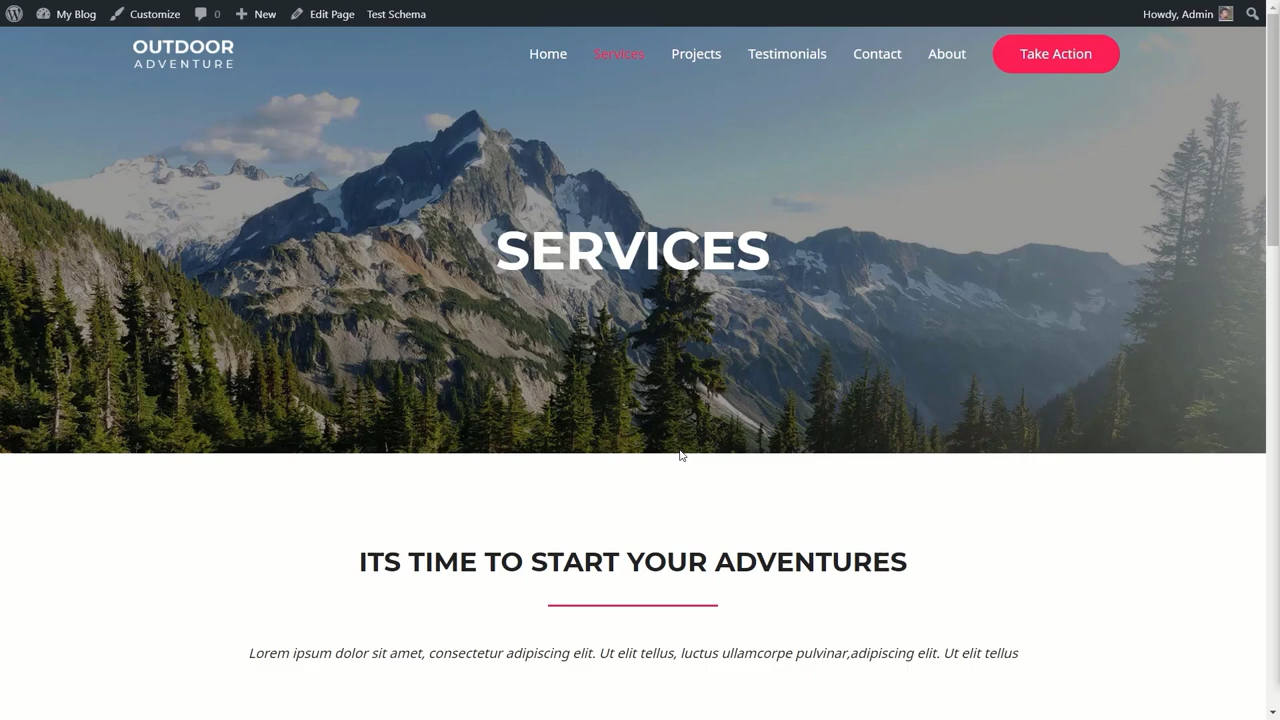 My Blog Customize 0 New Edit Page Test Schema Howdy, Admin
OUTDOOR
ADVENTURE
Home Services Projects Testimonials Contact About Take Action
SERVICES
ITS TIME TO START YOUR ADVENTURES
Lorem ipsum dolor sit amet, consectetur adipiscing elit. Ut elit tellus, luctus ullamcorpe pulvinar,adipiscing elit. Ut elit tellus